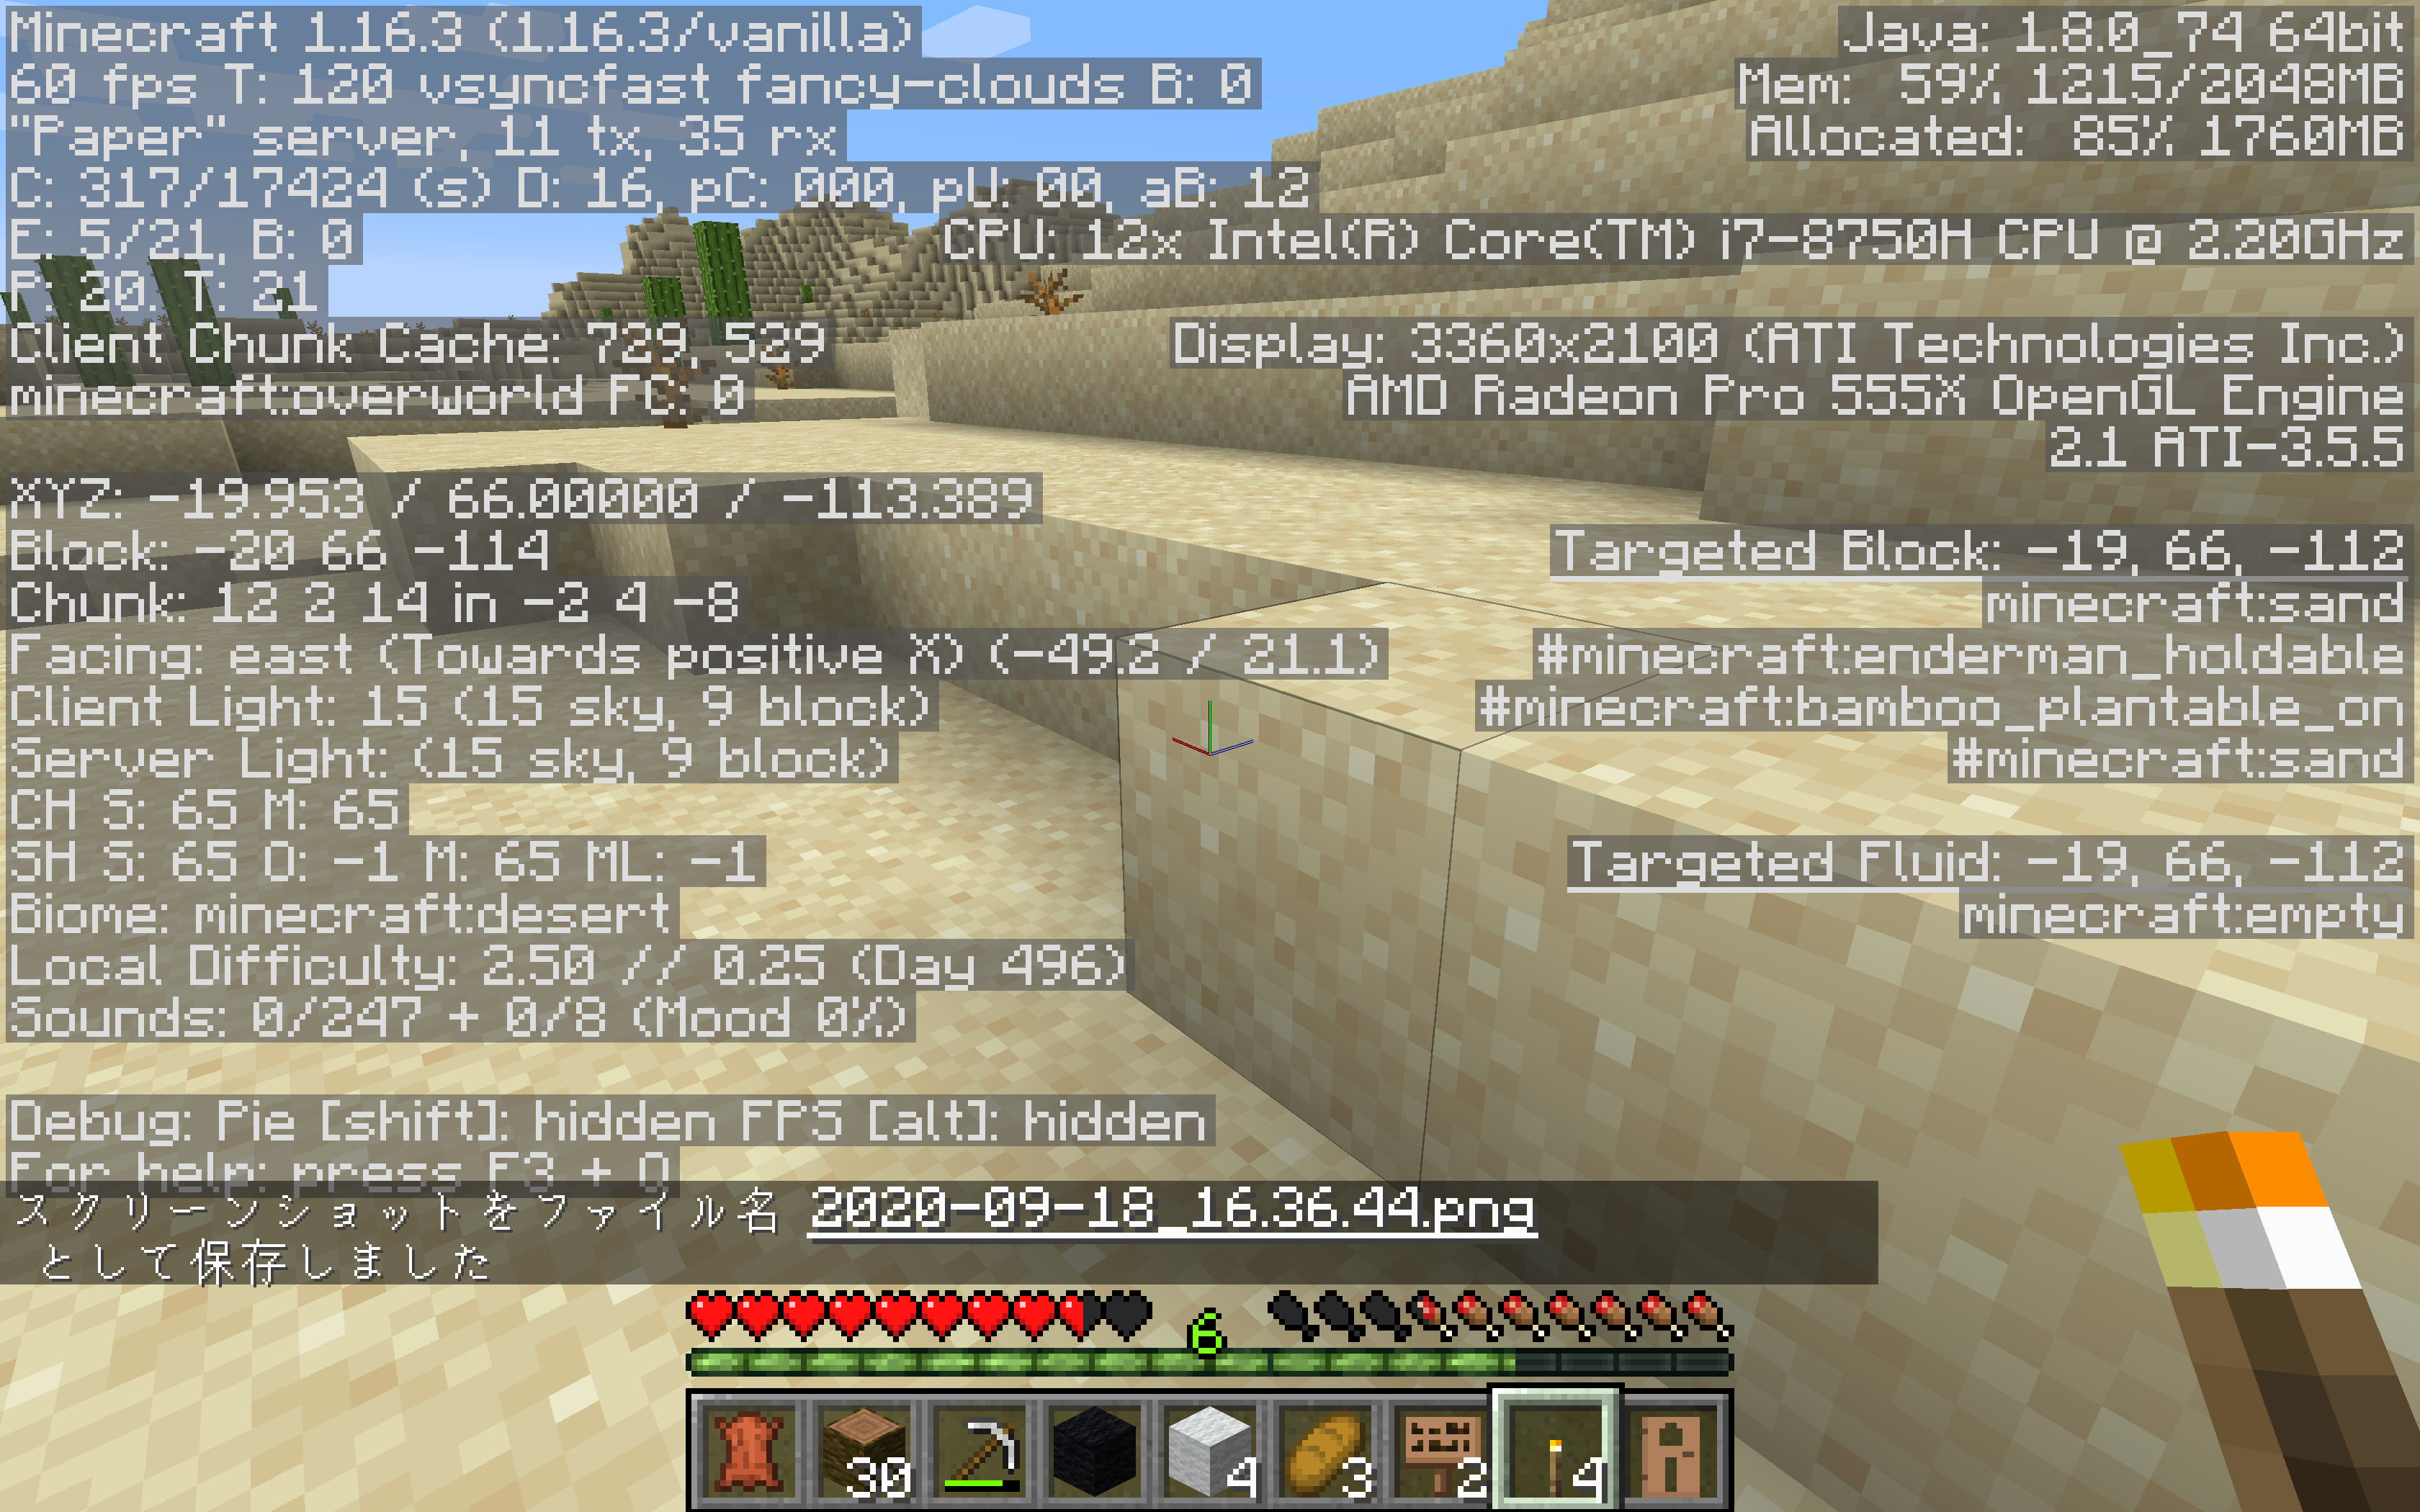 Minecraft 1.16.3 (1.16.3/vanilla)
60 fps T: 120 vsyncfast fancy-clouds B: 0
"Paper" server, 11 tx, 35 rx
C: 317/17424 (s) D: 16, pC: 000, pU: 00, aB: 12
E: 5/21, B: 0
P: 20. T: 21
Client Chunk Cache: 729, 529
minecraft:overworld FC: 0
XYZ: -19.953 / 66.00000 / -113.389
Block: -20 66 -114
Chunk: 12 2 14 in -2 4 -8
Facing: east (Towards positive X) (-49.2 / 21.1)
Client Light: 15 (15 sky, 9 block)
Server Light: (15 sky, 9 block)
CH S: 65 M: 65
SH S: 65 O: -1 M: 65 ML: -1
Biome: minecraft:desert
Local Difficulty: 2.50 // 0.25 (Day 496)
Sounds: 0/247 + 0/8 (Mood 0%)
Debug: Pie [shift]: hidden FPS [alt]: hidden
For help: press F3 + Q
Java: 1.8.0_74 64bit
Mem: 59% 1215/2048MB
Allocated: 85% 1760MB
CPU: 12x Intel(R) Core(TM) i7-8750H CPU @ 2.20GHz
Display: 3360x2100 (ATI Technologies Inc.)
AMD Radeon Pro 555X OpenGL Engine
2.1 ATI-3.5.5
Targeted Block: -19, 66, -112
minecraft:sand
#minecraft:enderman_holdable
#minecraft:bamboo_plantable_on
#minecraft:sand
Targeted Fluid: -19, 66, -112
minecraft:empty
スクリーンショットをファイル名 2020-09-18_16.36.44.png
として保存しました
6
30 4 3 2 4